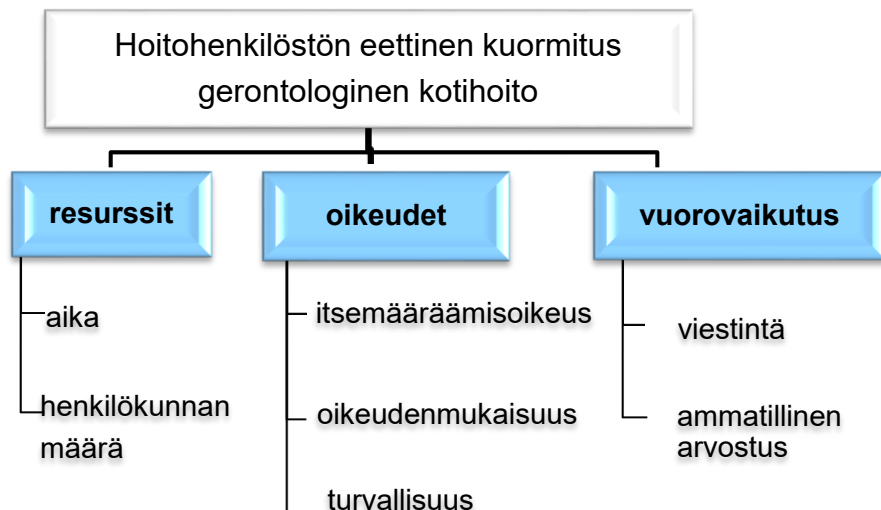 Hoitohenkilöstön eettinen kuormitus
gerontologinen kotihoito
resurssit
aika
henkilökunnan
määrä
oikeudet
itsemääräämisoikeus
oikeudenmukaisuus
turvallisuus
vuorovaikutus
viestintä
ammatillinen
arvostus